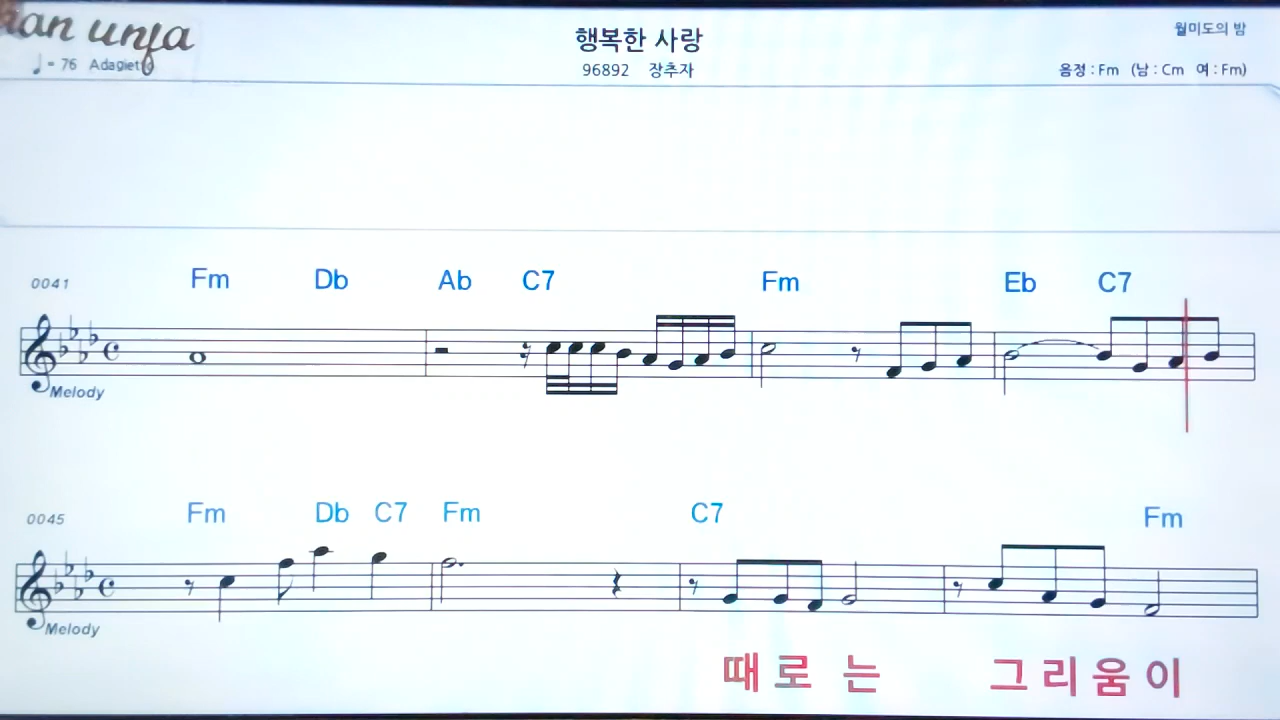 an unfa
♩= 76 Adagietto
행복한 사랑
96892 장추자
월미도의 밤
음정 : Fm (남 : Cm 여 : Fm)
0041 Fm Db Ab C7 Fm Eb C7
Melody
0045 Fm Db C7 Fm C7 Fm
Melody
때로는 그리움이